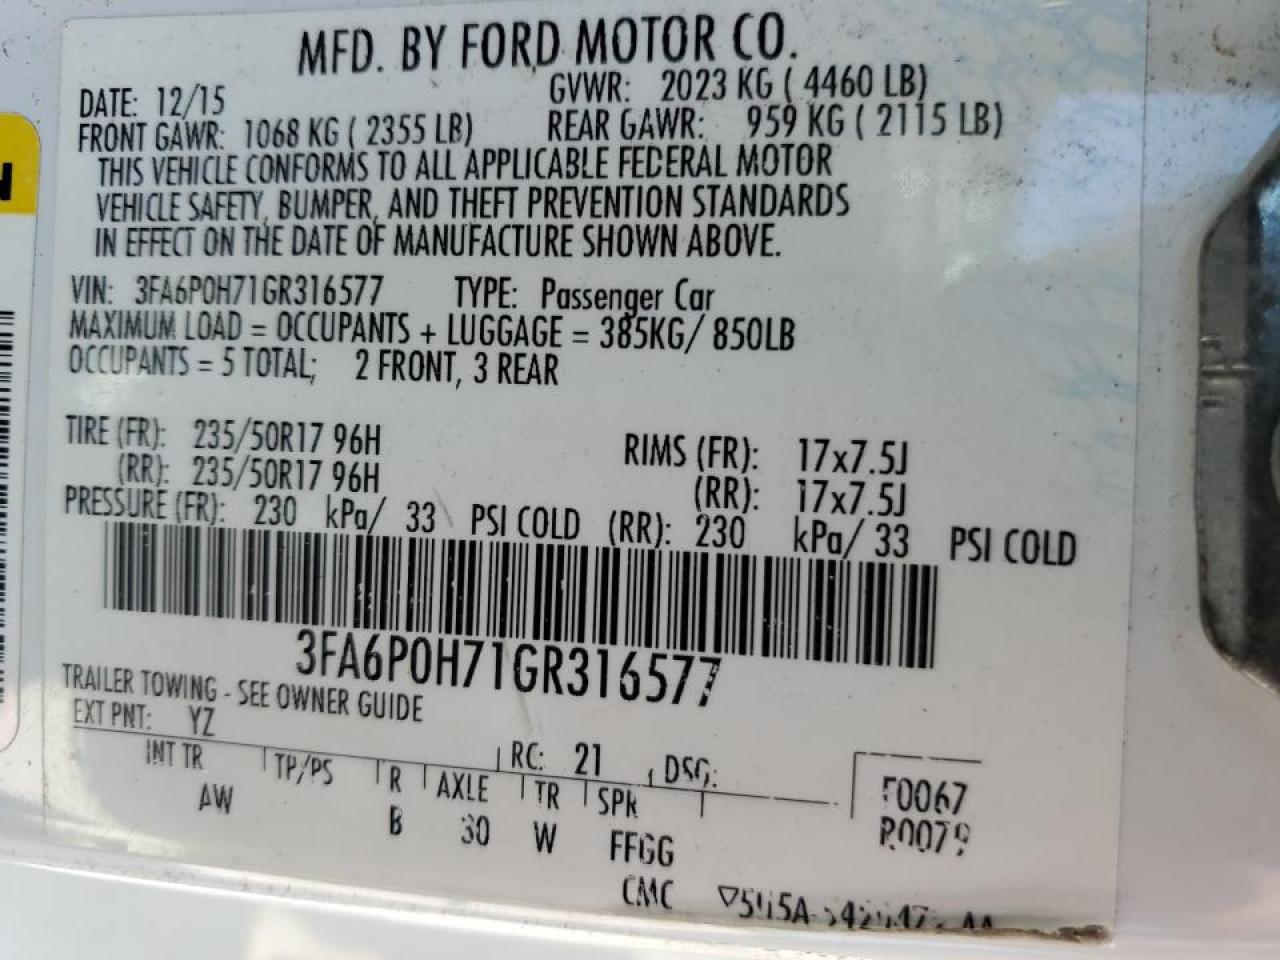 MFD. BY FORD MOTOR CO.
DATE: 12/15 GVWR: 2023 KG ( 4460 LB)
FRONT GAWR: 1068 KG ( 2355 LB) REAR GAWR: 959 KG ( 2115 LB)
THIS VEHICLE CONFORMS TO ALL APPLICABLE FEDERAL MOTOR
VEHICLE SAFETY, BUMPER, AND THEFT PREVENTION STANDARDS
IN EFFECT ON THE DATE OF MANUFACTURE SHOWN ABOVE.
VIN: 3FA6P0H71GR316577 TYPE: Passenger Car
MAXIMUM LOAD = OCCUPANTS + LUGGAGE = 385KG/ 850LB
OCCUPANTS = 5 TOTAL; 2 FRONT, 3 REAR
TIRE (FR): 235/50R17 96H RIMS (FR): 17x7.5J
(RR): 235/50R17 96H (RR): 17x7.5J
PRESSURE (FR): 230 kPa/ 33 PSI COLD (RR): 230 kPa/ 33 PSI COLD
3FA6P0H71GR316577
TRAILER TOWING - SEE OWNER GUIDE
EXT PNT: YZ RC: 21 DSO:
INT TR TP/PS R AXLE TR SPR
AW B 30 W FFGG
F0067
R0079
CMC